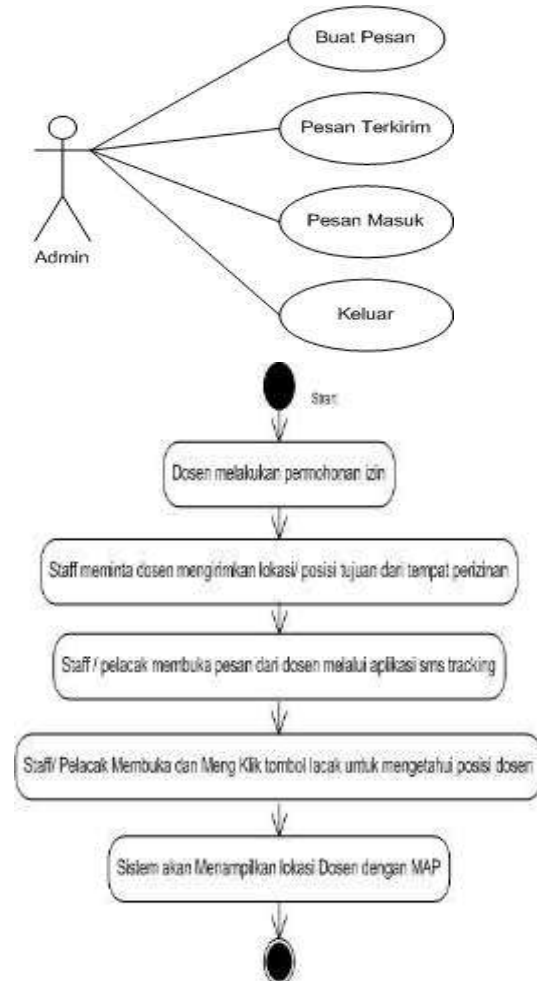 Buat Pesan
Pesan Terkirim
Pesan Masuk
Keluar
Admin
Strart
Dosen melakukan permohonan izin
Staff meminta dosen mengirimkan lokasi/ posisi tujuan dari tempat perizinan
Staff / pelacak membuka pesan dari dosen melalui aplikasi sms tracking
Staff/ Pelacak Membuka dan Meng Klik tombol lacak untuk mengetahui posisi dosen
Sistem akan Menampilkan lokasi Dosen dengan MAP